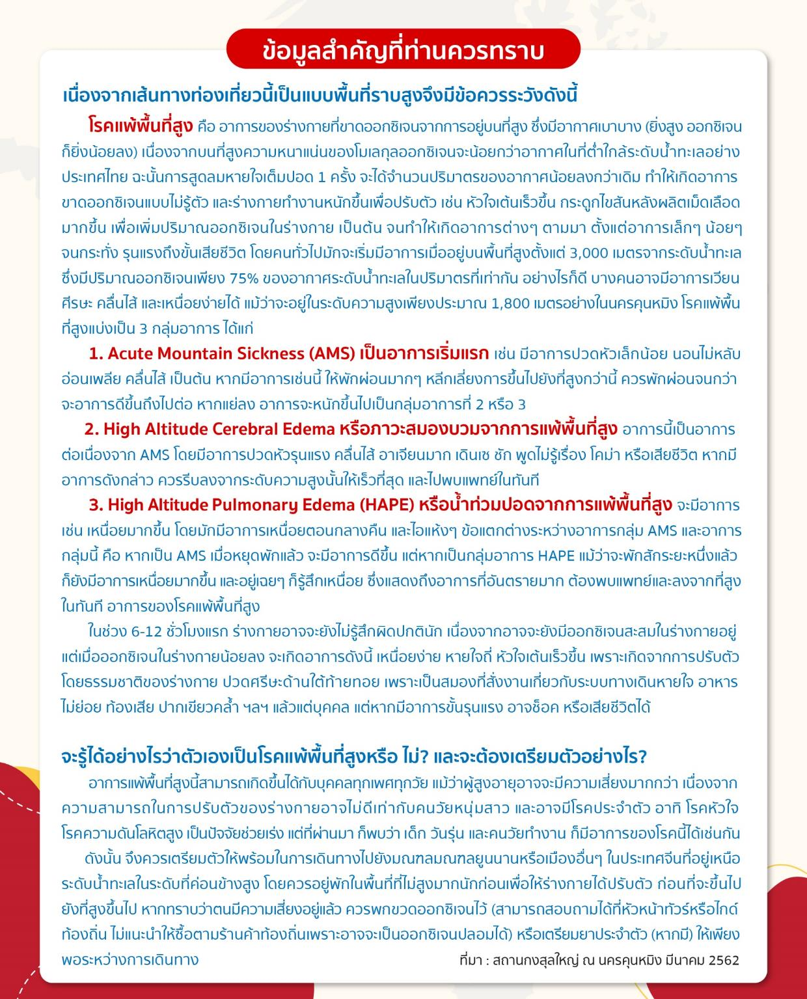 ข้อมูลสำคัญที่ท่านควรทราบ
เนื่องจากเส้นทางท่องเที่ยวนี้เป็นแบบพื้นที่ราบสูงจึงมีข้อควรระวังดังนี้
โรคแพ้พื้นที่สูง คือ อาการของร่างกายที่ขาดออกซิเจนจากการอยู่บนที่สูง ซึ่งมีอากาศเบาบาง (ยิ่งสูง ออกซิเจน
ก็ยิ่งน้อยลง) เนื่องจากบนที่สูงความหนาแน่นของโมเลกุลออกซิเจนจะน้อยกว่าอากาศในที่ต่ำใกล้ระดับน้ำทะเลอย่าง
ประเทศไทย ฉะนั้นการสูดลมหายใจเต็มปอด 1 ครั้ง จะได้จำนวนปริมาตรของอากาศน้อยลงกว่าเดิม ทำให้เกิดอาการ
ขาดออกซิเจนแบบไม่รู้ตัว และร่างกายทำงานหนักขึ้นเพื่อปรับตัว เช่น หัวใจเต้นเร็วขึ้น กระดูกไขสันหลังผลิตเม็ดเลือด
มากขึ้น เพื่อเพิ่มปริมาณออกซิเจนในร่างกาย เป็นต้น จนทำให้เกิดอาการต่างๆ ตามมา ตั้งแต่อาการเล็กๆ น้อยๆ
จนกระทั่ง รุนแรงถึงขั้นเสียชีวิต โดยคนทั่วไปมักจะเริ่มมีอาการเมื่ออยู่บนพื้นที่สูงตั้งแต่ 3,000 เมตรจากระดับน้ำทะเล
ซึ่งมีปริมาณออกซิเจนเพียง 75% ของอากาศระดับน้ำทะเลในปริมาตรที่เท่ากัน อย่างไรก็ดี บางคนอาจมีอาการเวียน
ศีรษะ คลื่นไส้ และเหนื่อยง่ายได้ แม้ว่าจะอยู่ในระดับความสูงเพียงประมาณ 1,800 เมตรอย่างในนครคุนหมิง โรคแพ้พื้น
ที่สูงแบ่งเป็น 3 กลุ่มอาการ ได้แก่
1. Acute Mountain Sickness (AMS) เป็นอาการเริ่มแรก เช่น มีอาการปวดหัวเล็กน้อย นอนไม่หลับ
อ่อนเพลีย คลื่นไส้ เป็นต้น หากมีอาการเช่นนี้ ให้พักผ่อนมากๆ หลีกเลี่ยงการขึ้นไปยังที่สูงกว่านี้ ควรพักผ่อนจนกว่า
จะอาการดีขึ้นถึงไปต่อ หากแย่ลง อาการจะหนักขึ้นไปเป็นกลุ่มอาการที่ 2 หรือ 3
2. High Altitude Cerebral Edema หรือภาวะสมองบวมจากการแพ้พื้นที่สูง อาการนี้เป็นอาการ
ต่อเนื่องจาก AMS โดยมีอาการปวดหัวรุนแรง คลื่นไส้ อาเจียนมาก เดินเซ ชัก พูดไม่รู้เรื่อง โคม่า หรือเสียชีวิต หากมี
อาการดังกล่าว ควรรีบลงจากระดับความสูงนั้นให้เร็วที่สุด และไปพบแพทย์ในทันที
3. High Altitude Pulmonary Edema (HAPE) หรือน้ำท่วมปอดจากการแพ้พื้นที่สูง จะมีอาการ
เช่น เหนื่อยมากขึ้น โดยมักมีอาการเหนื่อยตอนกลางคืน และไอแห้งๆ ข้อแตกต่างระหว่างอาการกลุ่ม AMS และอาการ
กลุ่มนี้ คือ หากเป็น AMS เมื่อหยุดพักแล้ว จะมีอาการดีขึ้น แต่หากเป็นกลุ่มอาการ HAPE แม้ว่าจะพักสักระยะหนึ่งแล้ว
ก็ยังมีอาการเหนื่อยมากขึ้น และอยู่เฉยๆ ก็รู้สึกเหนื่อย ซึ่งแสดงถึงอาการที่อันตรายมาก ต้องพบแพทย์และลงจากที่สูง
ในทันที อาการของโรคแพ้พื้นที่สูง
ในช่วง 6-12 ชั่วโมงแรก ร่างกายอาจจะยังไม่รู้สึกผิดปกตินัก เนื่องจากอาจจะยังมีออกซิเจนสะสมในร่างกายอยู่
แต่เมื่อออกซิเจนในร่างกายน้อยลง จะเกิดอาการดังนี้ เหนื่อยง่าย หายใจถี่ หัวใจเต้นเร็วขึ้น เพราะเกิดจากการปรับตัว
โดยธรรมชาติของร่างกาย ปวดศรีษะด้านใต้ท้ายทอย เพราะเป็นสมองที่สั่งงานเกี่ยวกับระบบทางเดินหายใจ อาหาร
ไม่ย่อย ท้องเสีย ปากเขียวคล้ำ ฯลฯ แล้วแต่บุคคล แต่หากมีอาการขั้นรุนแรง อาจช็อค หรือเสียชีวิตได้
จะรู้ได้อย่างไรว่าตัวเองเป็นโรคแพ้พื้นที่สูงหรือ ไม่? และจะต้องเตรียมตัวอย่างไร?
อาการแพ้พื้นที่สูงนี้สามารถเกิดขึ้นได้กับบุคคลทุกเพศทุกวัย แม้ว่าผู้สูงอายุอาจจะมีความเสี่ยงมากกว่า เนื่องจาก
ความสามารถในการปรับตัวของร่างกายอาจไม่ดีเท่ากับคนวัยหนุ่มสาว และอาจมีโรคประจำตัว อาทิ โรคหัวใจ
โรคความดันโลหิตสูง เป็นปัจจัยช่วยเร่ง แต่ที่ผ่านมา ก็พบว่า เด็ก วันรุ่น และคนวัยทำงาน ก็มีอาการของโรคนี้ได้เช่นกัน
ดังนั้น จึงควรเตรียมตัวให้พร้อมในการเดินทางไปยังมณฑลมณฑลยูนนานหรือเมืองอื่นๆ ในประเทศจีนที่อยู่เหนือ
ระดับน้ำทะเลในระดับที่ค่อนข้างสูง โดยควรอยู่พักในพื้นที่ที่ไม่สูงมากนักก่อนเพื่อให้ร่างกายได้ปรับตัว ก่อนที่จะขึ้นไป
ยังที่สูงขึ้นไป หากทราบว่าตนมีความเสี่ยงอยู่แล้ว ควรพกขวดออกซิเจนไว้ (สามารถสอบถามได้ที่หัวหน้าทัวร์หรือไกด์
ท้องถิ่น ไม่แนะนำให้ซื้อตามร้านค้าท้องถิ่นเพราะอาจจะเป็นออกซิเจนปลอมได้) หรือเตรียมยาประจำตัว (หากมี) ให้เพียง
พอระหว่างการเดินทาง
ที่มา : สถานกงสุลใหญ่ ณ นครคุนหมิง มีนาคม 2562